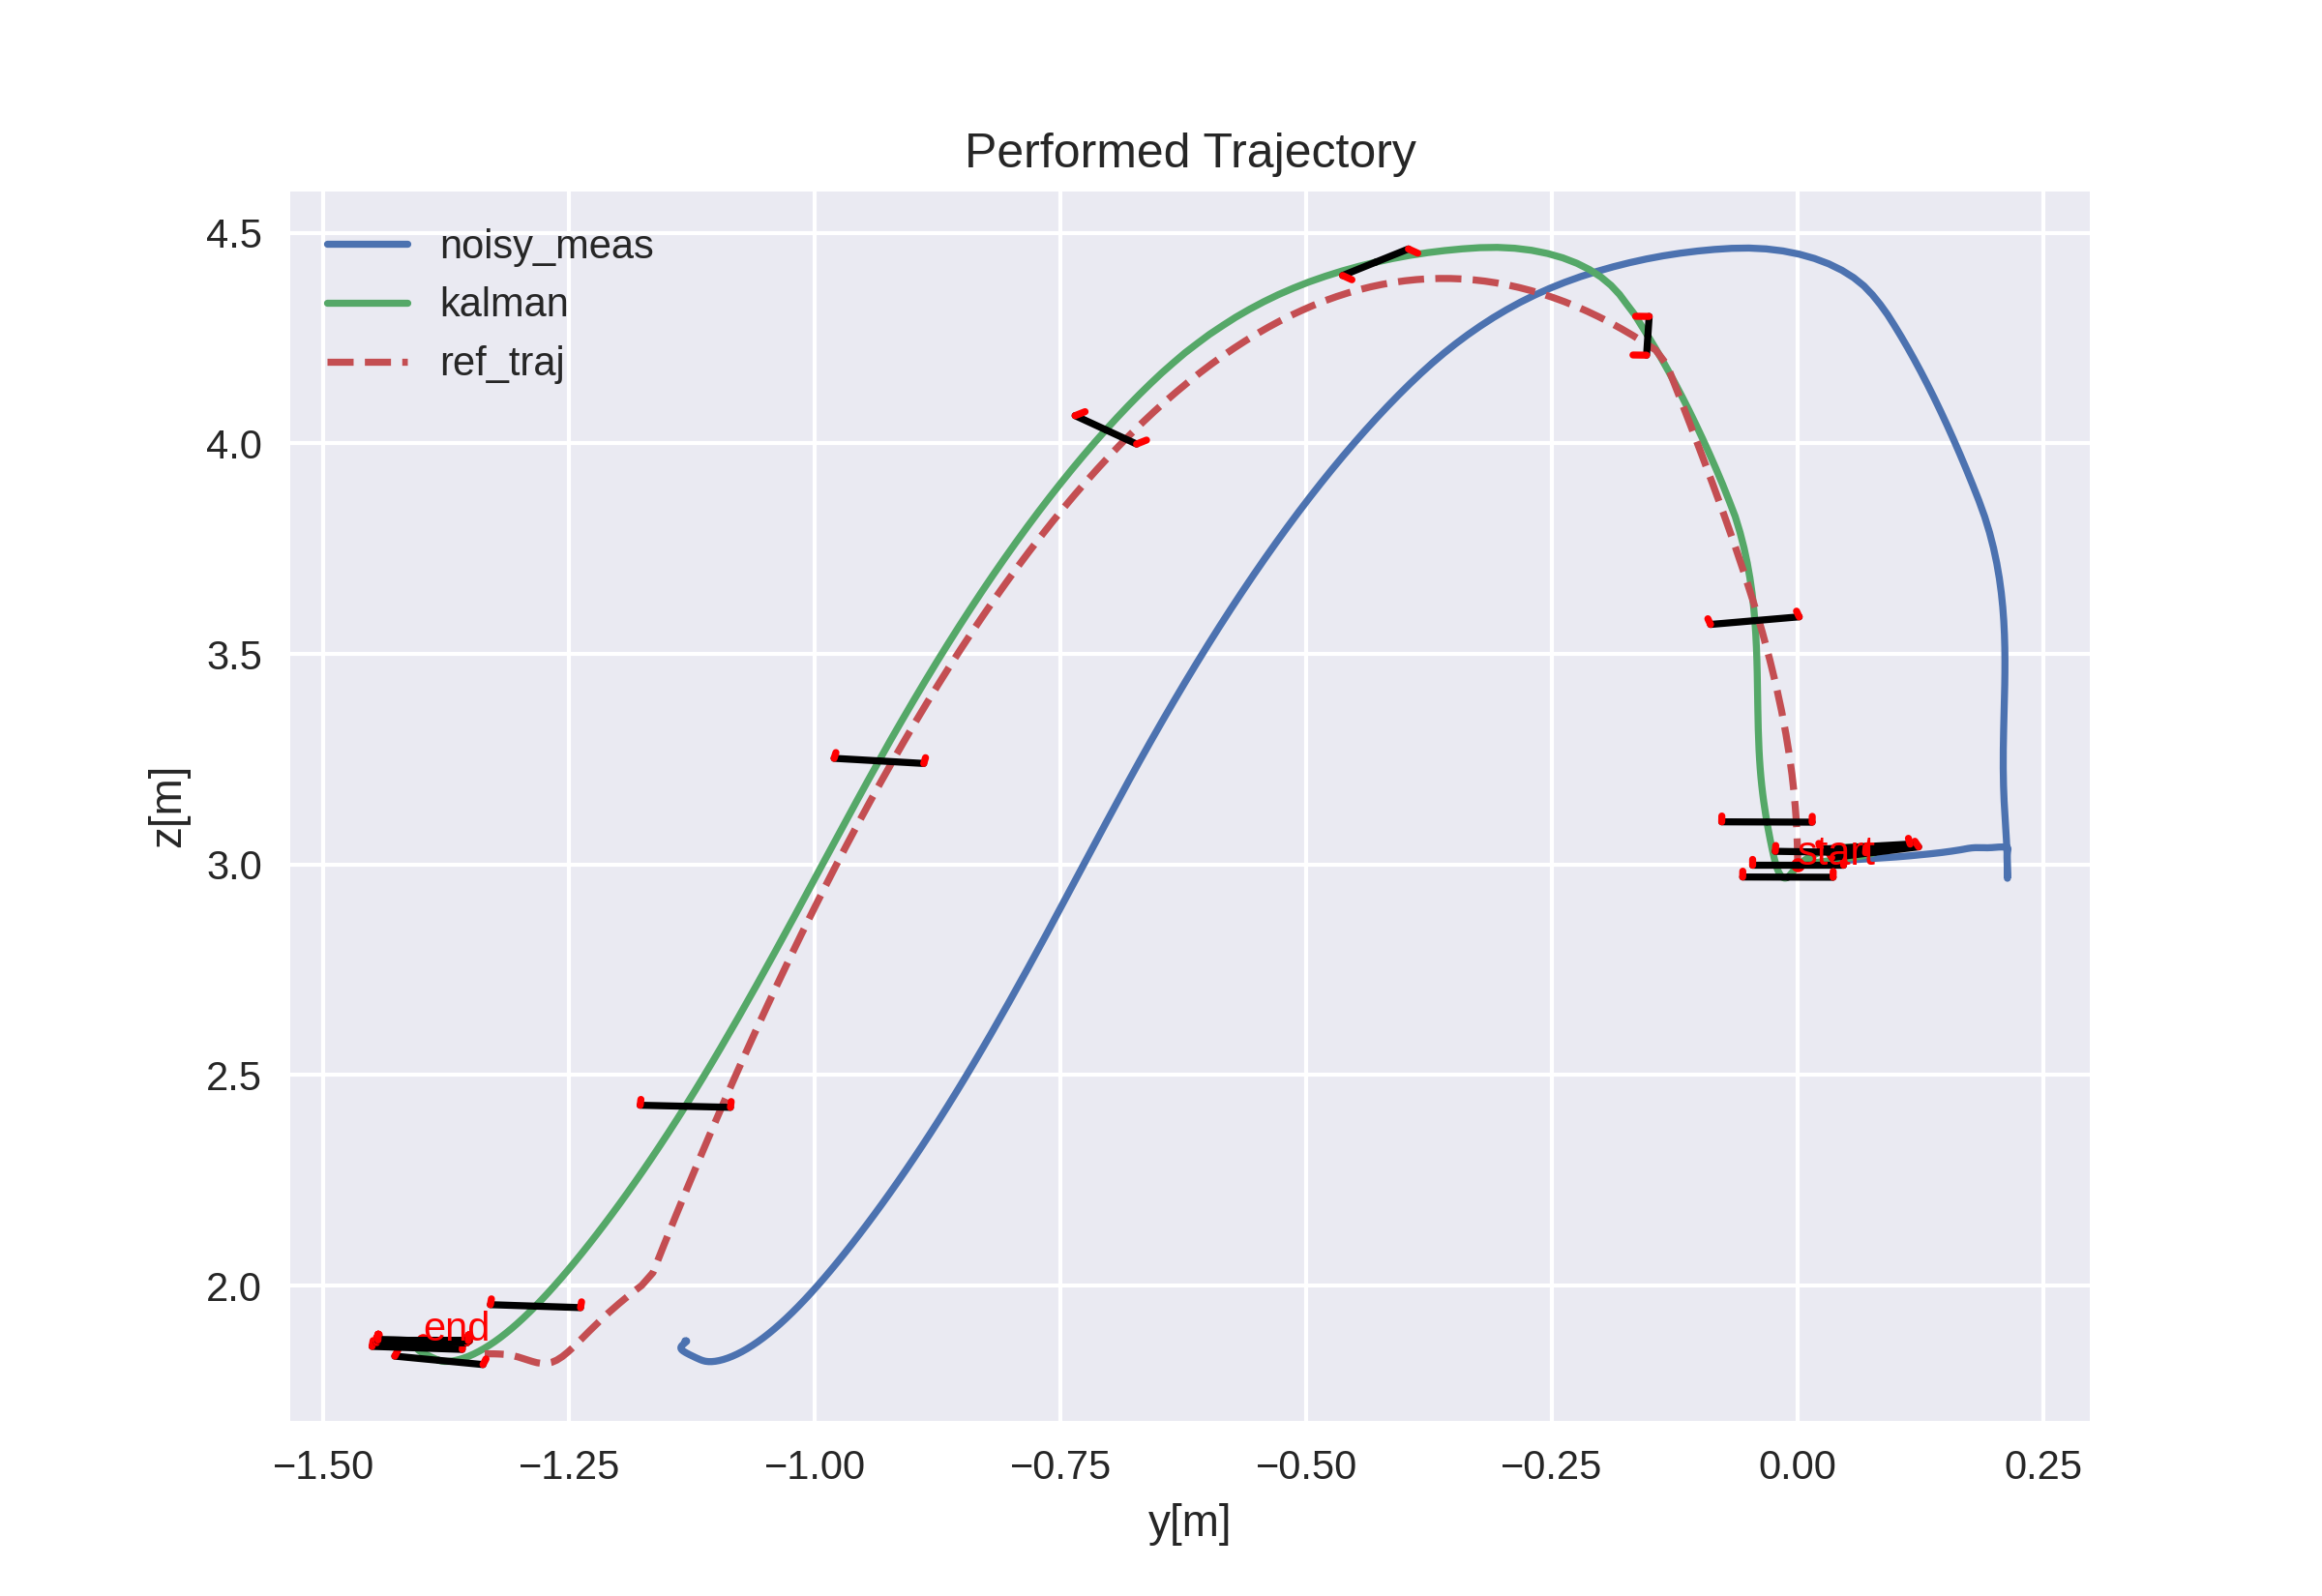 Performed Trajectory
noisy_meas
kalman
ref_traj
4.5
4.0
3.5
3.0
2.5
2.0
z[m]
start
end
−1.50
−1.25
−1.00
−0.75
−0.50
−0.25
0.00
0.25
y[m]